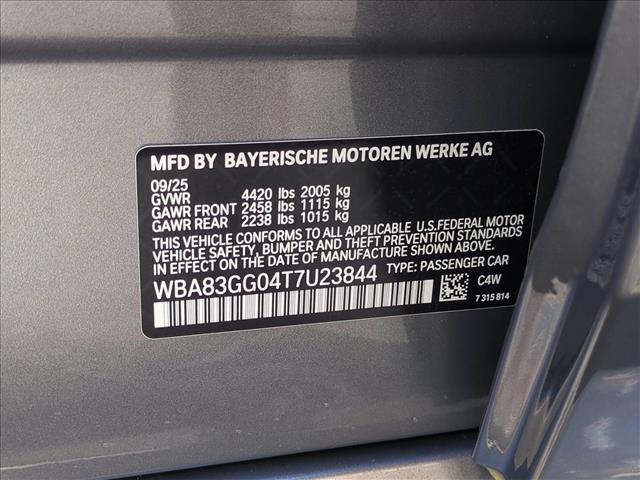 MFD BY BAYERISCHE MOTOREN WERKE AG
09/25
GVWR 4420 lbs 2005 kg
GAWR FRONT 2458 lbs 1115 kg
GAWR REAR 2238 lbs 1015 kg
THIS VEHICLE CONFORMS TO ALL APPLICABLE U.S.FEDERAL MOTOR
VEHICLE SAFETY, BUMPER AND THEFT PREVENTION STANDARDS
IN EFFECT ON THE DATE OF MANUFACTURE SHOWN ABOVE.
WBA83GG04T7U23844 TYPE: PASSENGER CAR
C4W
7 315 814